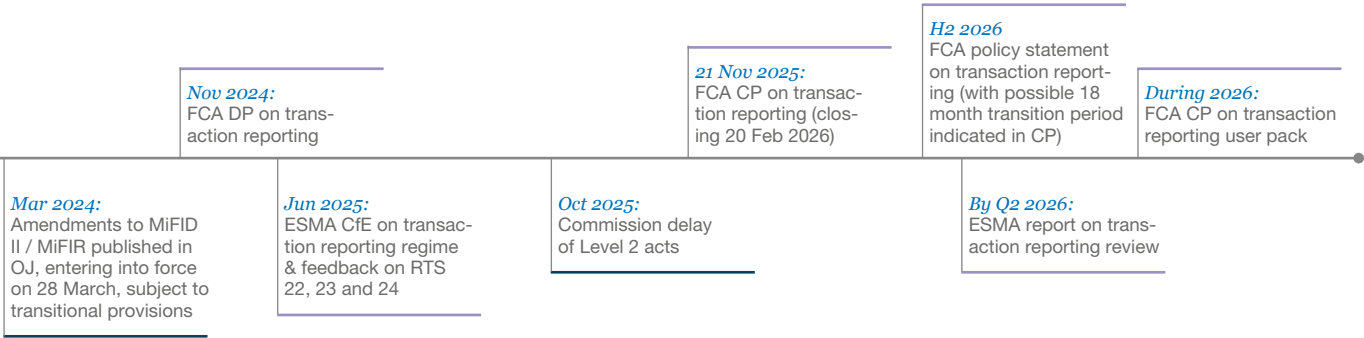 H2 2026
FCA policy statement
on transaction report-
ing (with possible 18
month transition period
indicated in CP)
21 Nov 2025:
FCA CP on transac-
tion reporting (clos-
ing 20 Feb 2026)
Nov 2024:
FCA DP on trans-
action reporting
During 2026:
FCA CP on transaction
reporting user pack
Mar 2024:
Amendments to MiFID
II / MiFIR published in
OJ, entering into force
on 28 March, subject to
transitional provisions
Jun 2025:
ESMA CfE on transac-
tion reporting regime
& feedback on RTS
22, 23 and 24
Oct 2025:
Commission delay
of Level 2 acts
By Q2 2026:
ESMA report on trans-
action reporting review